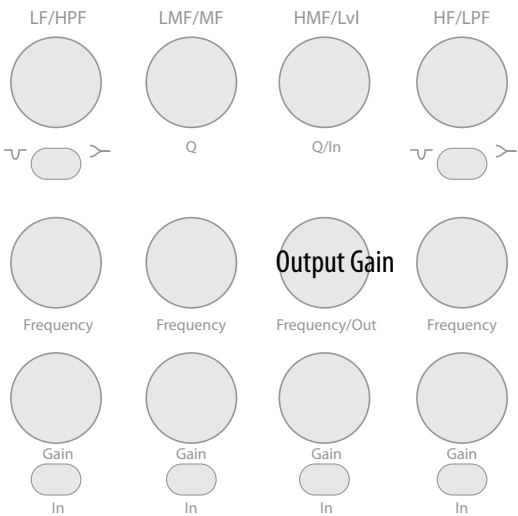 LF/HPF LMF/MF HMF/Lvl HF/LPF
Q Q/In
Output Gain
Frequency Frequency Frequency/Out Frequency
Gain Gain Gain Gain
In In In In